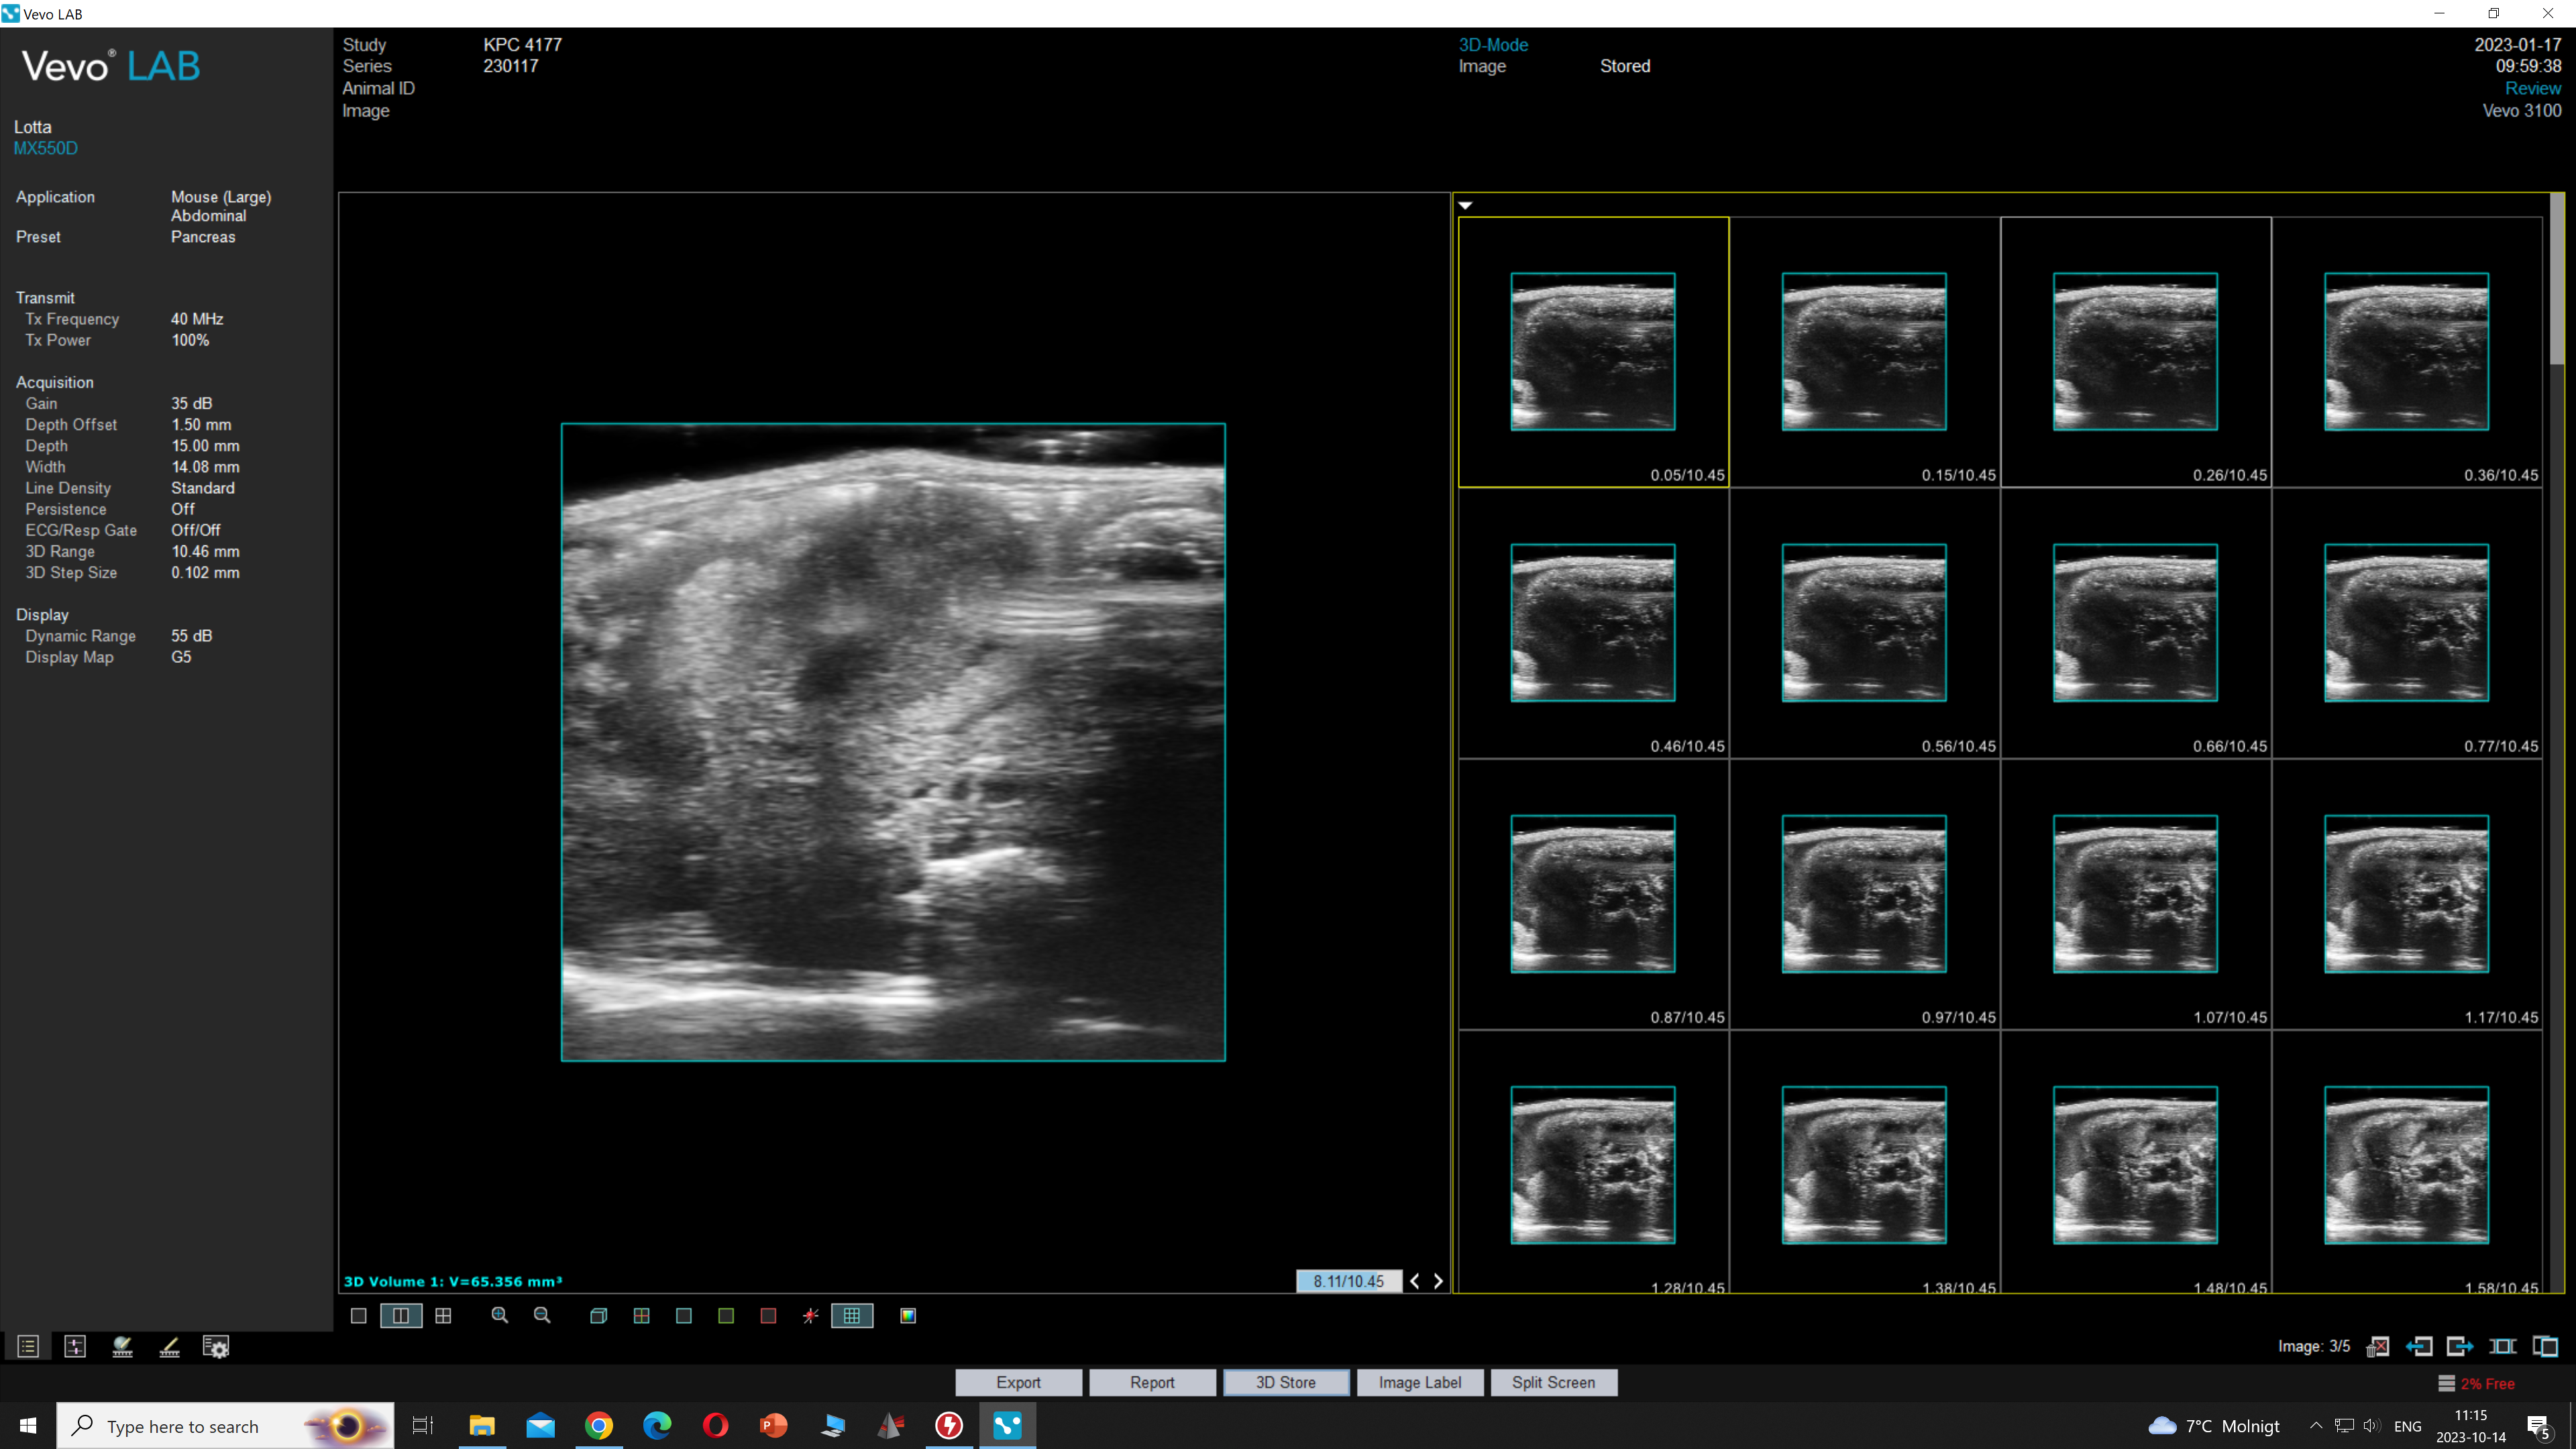 Vevo LAB
Vevo® LAB
Lotta
MX550D
Application Mouse (Large)
Abdominal
Preset Pancreas
Transmit
Tx Frequency 40 MHz
Tx Power 100%
Acquisition
Gain 35 dB
Depth Offset 1.50 mm
Depth 15.00 mm
Width 14.08 mm
Line Density Standard
Persistence Off
ECG/Resp Gate Off/Off
3D Range 10.46 mm
3D Step Size 0.102 mm
Display
Dynamic Range 55 dB
Display Map G5
Study KPC 4177
Series 230117
Animal ID
Image
3D-Mode
Image Stored
2023-01-17
09:59:38
Review
Vevo 3100
0.05/10.45 0.15/10.45 0.26/10.45 0.36/10.45
0.46/10.45 0.56/10.45 0.66/10.45 0.77/10.45
0.87/10.45 0.97/10.45 1.07/10.45 1.17/10.45
1.28/10.45 1.38/10.45 1.48/10.45 1.58/10.45
3D Volume 1: V=65.356 mm³
8.11/10.45
Image: 3/5
Export Report 3D Store Image Label Split Screen
2% Free
Type here to search
7°C Molnigt
ENG
11:15
2023-10-14
5